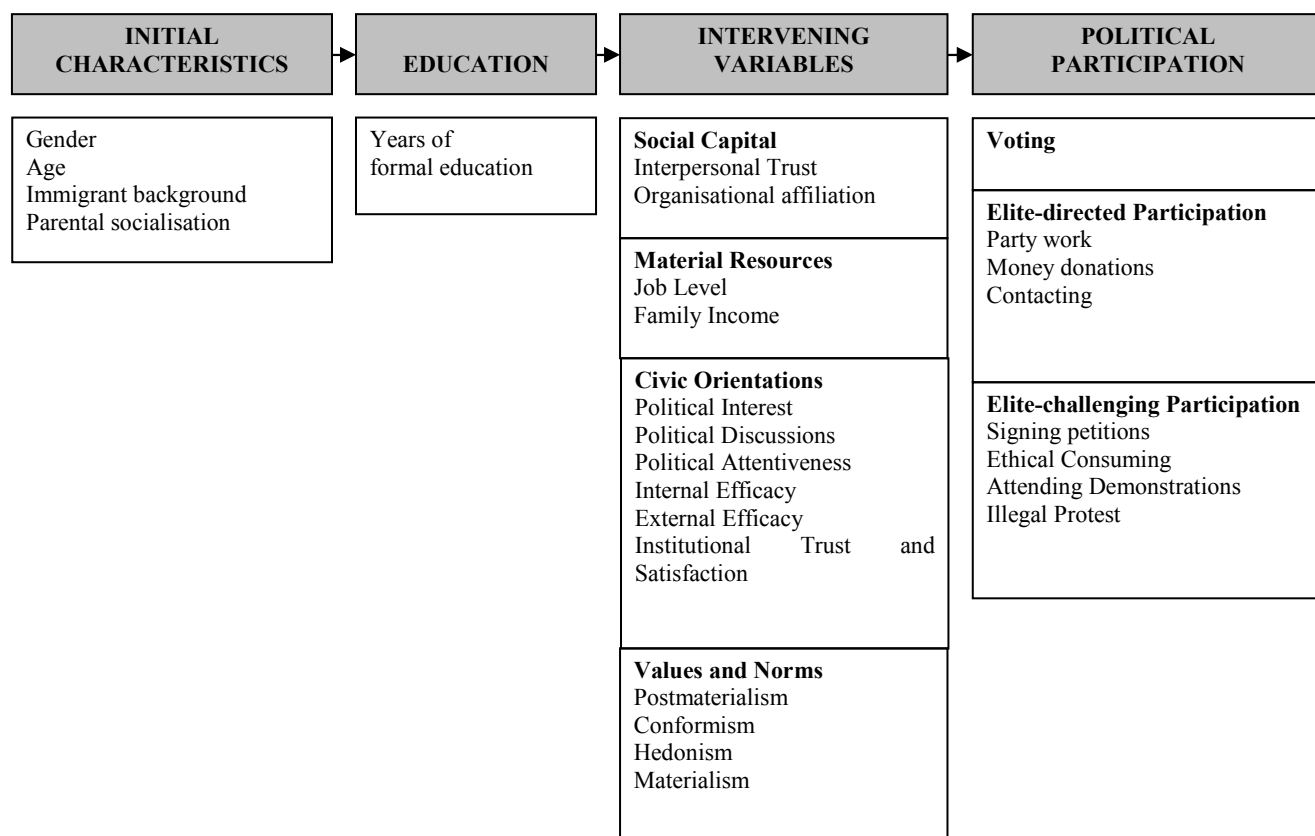 INITIAL
CHARACTERISTICS
EDUCATION
INTERVENING
VARIABLES
POLITICAL
PARTICIPATION
Gender
Age
Immigrant background
Parental socialisation
Years of
formal education
Social Capital
Interpersonal Trust
Organisational affiliation
Material Resources
Job Level
Family Income
Civic Orientations
Political Interest
Political Discussions
Political Attentiveness
Internal Efficacy
External Efficacy
Institutional Trust and
Satisfaction
Values and Norms
Postmaterialism
Conformism
Hedonism
Materialism
Voting
Elite-directed Participation
Party work
Money donations
Contacting
Elite-challenging Participation
Signing petitions
Ethical Consuming
Attending Demonstrations
Illegal Protest